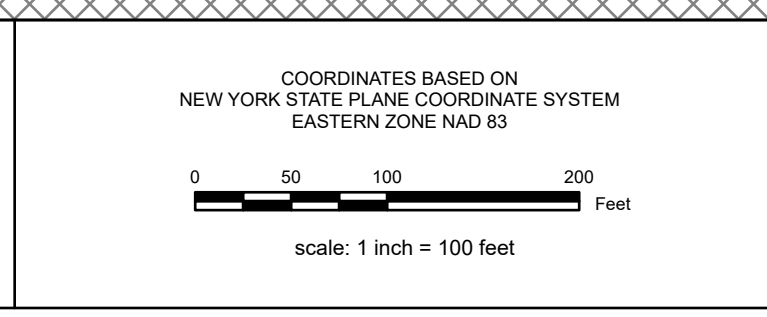 COORDINATES BASED ON
NEW YORK STATE PLANE COORDINATE SYSTEM
EASTERN ZONE NAD 83
0 50 100 200
Feet
scale: 1 inch = 100 feet